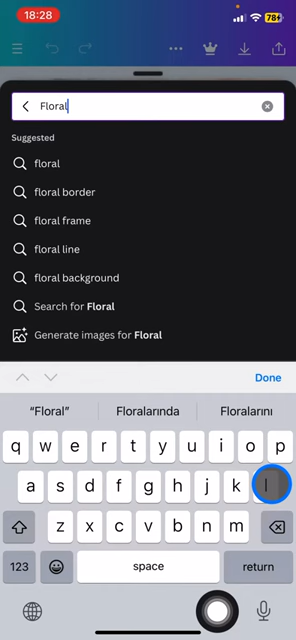 18:28
78
Floral
Suggested
floral
floral border
floral frame
floral line
floral background
Search for Floral
Generate images for Floral
Done
"Floral" Floralarında Floralarını
q w e r t y u i o p
a s d f g h j k l
z x c v b n m
123 space return